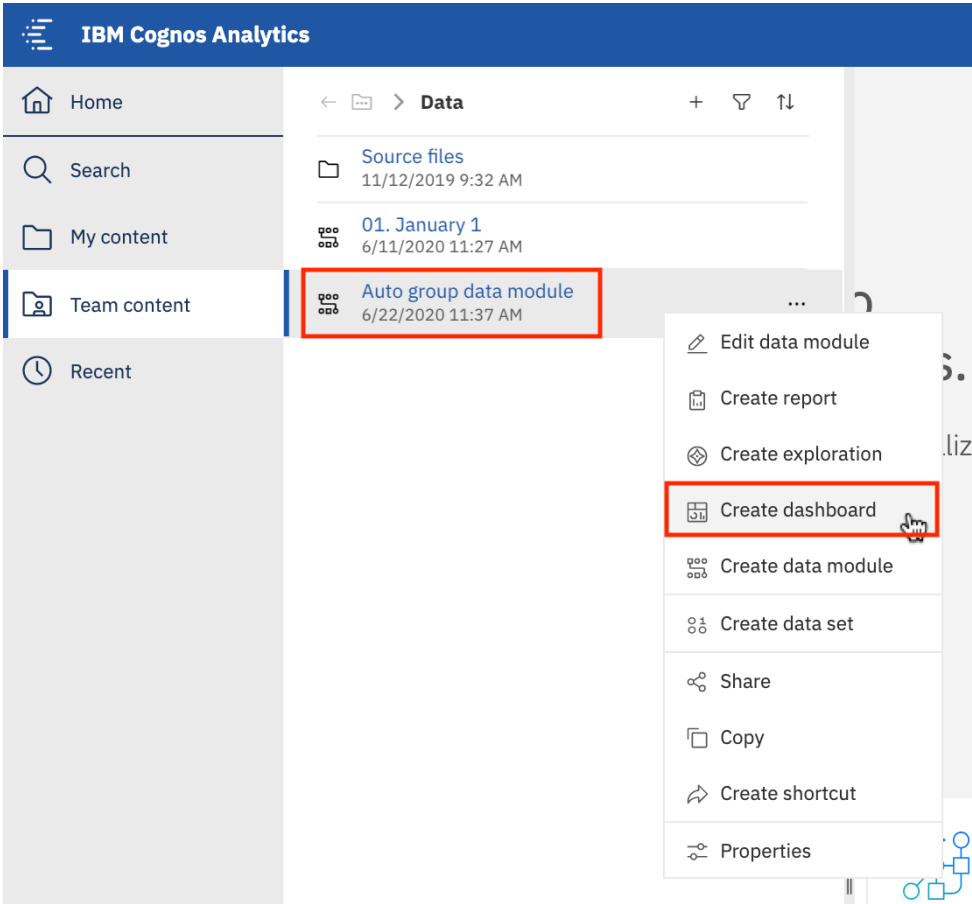 IBM Cognos Analytics
Home
Search
My content
Team content
Recent
Data
Source files
11/12/2019 9:32 AM
01. January 1
6/11/2020 11:27 AM
Auto group data module
6/22/2020 11:37 AM
Edit data module
Create report
Create exploration
Create dashboard
Create data module
Create data set
Share
Copy
Create shortcut
Properties